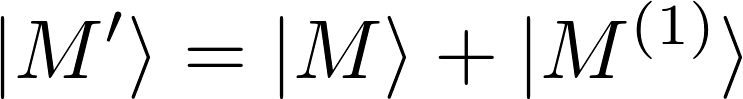 |M′⟩ = |M⟩ + |M⁽¹⁾⟩